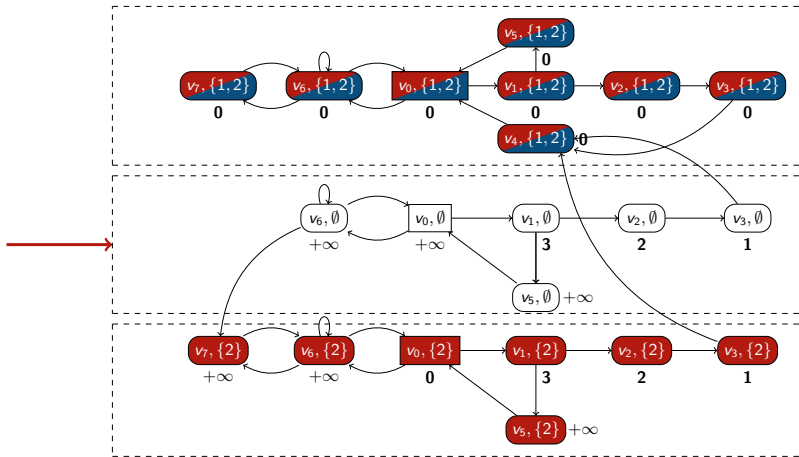 v₅, {1, 2}
0
v₇, {1, 2} v₆, {1, 2} v₀, {1, 2} v₁, {1, 2} v₂, {1, 2} v₃, {1, 2}
0 0 0 0 0 0
v₄, {1, 2} 0
v₆, ∅ v₀, ∅ v₁, ∅ v₂, ∅ v₃, ∅
+∞ +∞ 3 2 1
v₅, ∅ +∞
v₇, {2} v₆, {2} v₀, {2} v₁, {2} v₂, {2} v₃, {2}
+∞ +∞ 0 3 2 1
v₅, {2} +∞